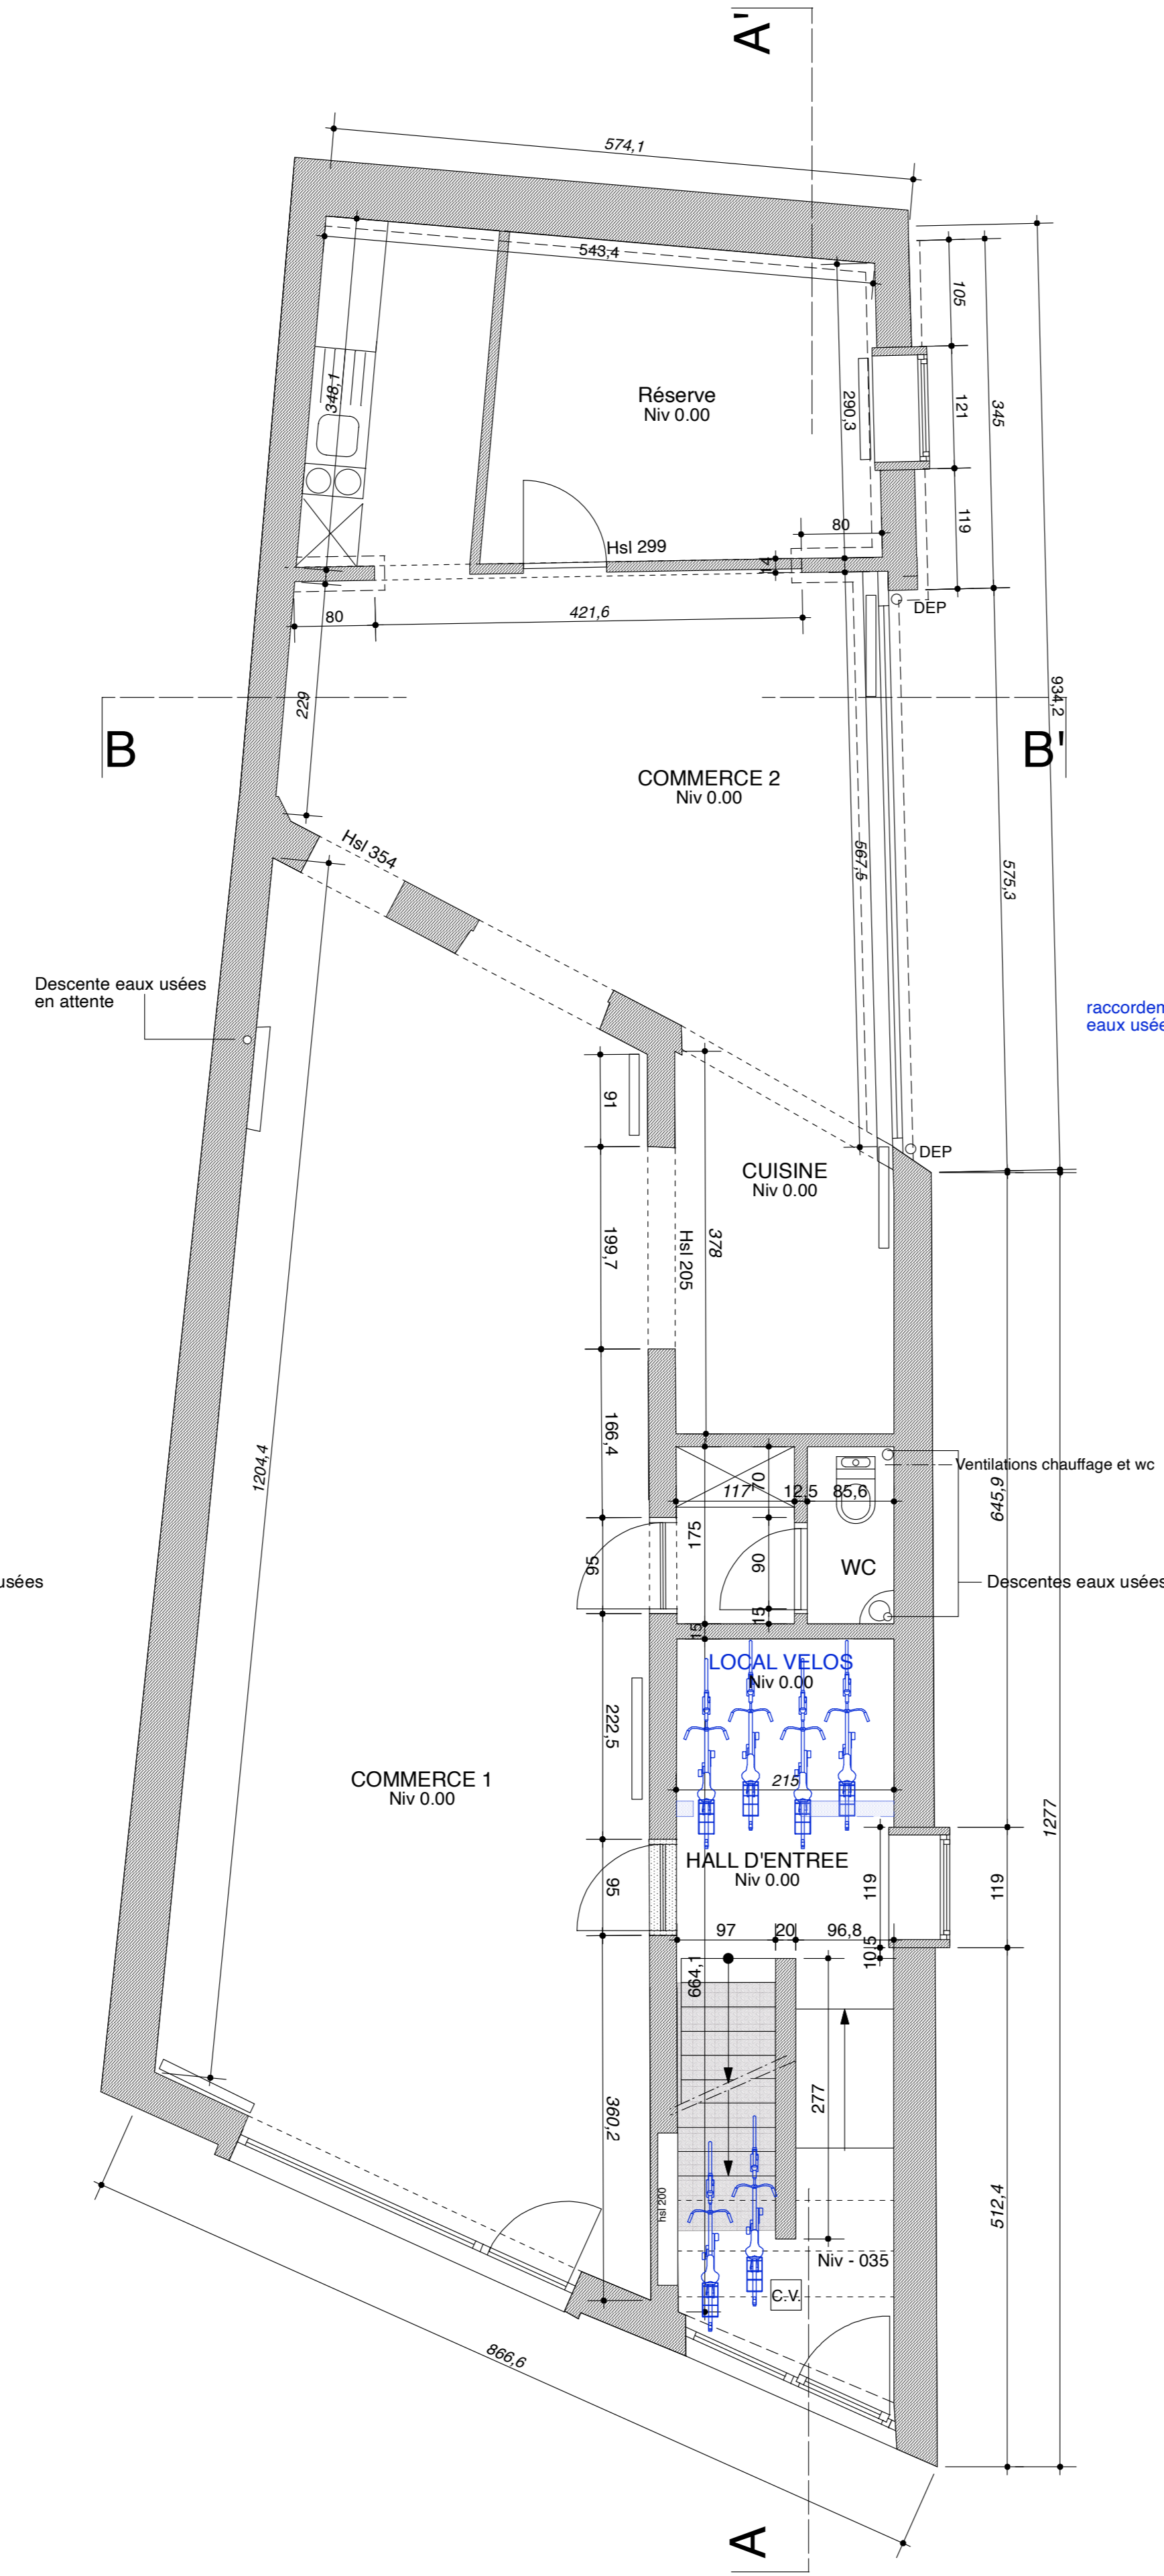 A'
574,1
543,4
105
348,1
Réserve
Niv 0.00
290,3
121
345
119
80
Hsl 299
14
DEP
80
421,6
229
934,2
B
B'
COMMERCE 2
Niv 0.00
Hsl 354
567,5
575,3
Descente eaux usées
en attente
raccordem
eaux usée
91
DEP
CUISINE
Niv 0.00
199,7
Hsl 205
378
166,4
1204,4
Ventilations chauffage et wc
117
70
12,5
85,6
645,9
175
95
90
WC
usées
Descentes eaux usées
15
15
LOCAL VELOS
Niv 0.00
222,5
COMMERCE 1
Niv 0.00
215
1277
HALL D'ENTREE
Niv 0.00
95
119
119
97
20
96,8
10,5
664,1
277
360,2
hsl 200
512,4
Niv - 035
C.V.
866,6
A